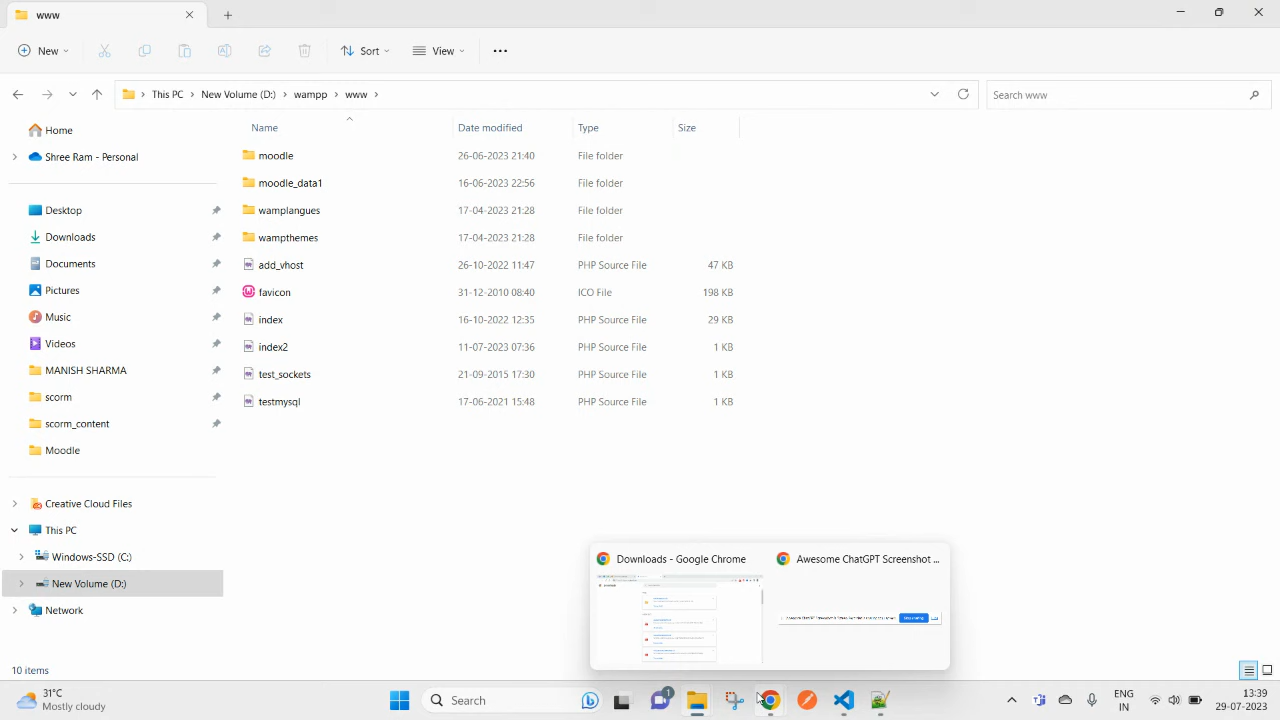 www
New
Sort
View
This PC
New Volume (D:)
wampp
www
Search www
Home
Shree Ram - Personal
Desktop
Downloads
Documents
Pictures
Music
Videos
MANISH SHARMA
scorm
scorm_content
Moodle
Creative Cloud Files
This PC
Windows-SSD (C:)
New Volume (D:)
Network
Name Date modified Type Size
moodle 26-06-2023 21:40 File folder
moodle_data1 16-06-2023 22:56 File folder
wamplangues 17-04-2023 21:28 File folder
wampthemes 17-04-2023 21:28 File folder
add_vhost 26-10-2022 11:47 PHP Source File 47 KB
favicon 31-12-2010 08:40 ICO File 198 KB
index 16-10-2022 12:35 PHP Source File 29 KB
index2 11-07-2023 07:36 PHP Source File 1 KB
test_sockets 21-09-2015 17:30 PHP Source File 1 KB
testmysql 17-06-2021 15:48 PHP Source File 1 KB
Downloads - Google Chrome
Awesome ChatGPT Screenshot ...
10 items
31°C
Mostly cloudy
Search
1
ENG
IN
13:39
29-07-2023